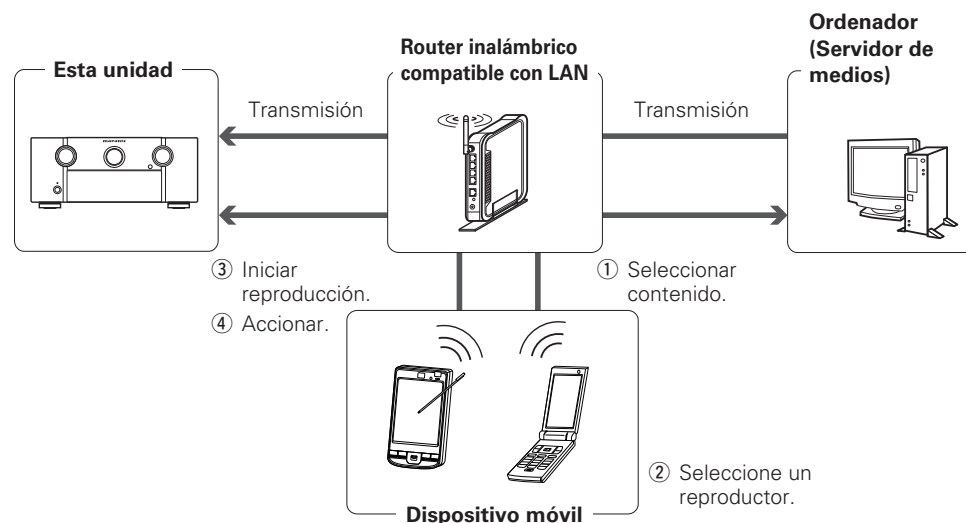 Esta unidad
Router inalámbrico
compatible con LAN
Ordenador
(Servidor de
medios)
Transmisión
Transmisión
③ Iniciar
reproducción.
④ Accionar.
① Seleccionar
contenido.
② Seleccione un
reproductor.
Dispositivo móvil